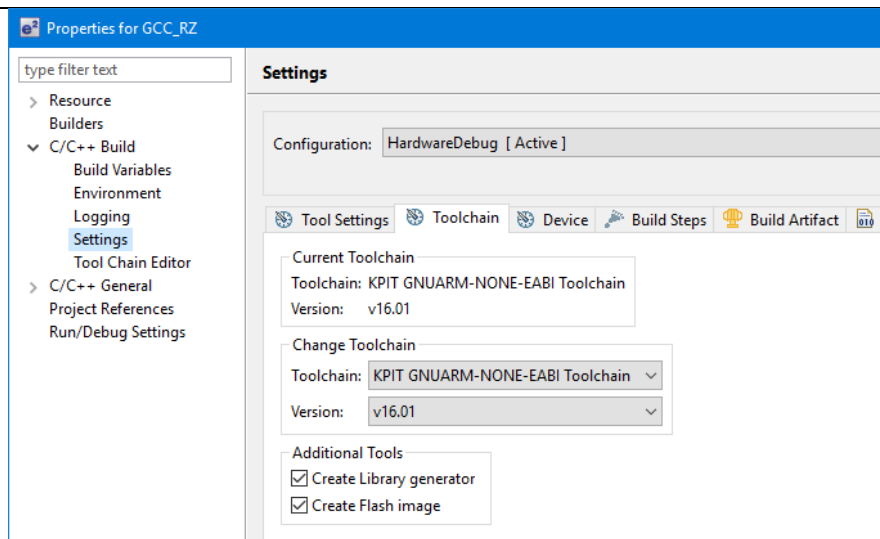 e² Properties for GCC_RZ
type filter text
Resource
Builders
C/C++ Build
Build Variables
Environment
Logging
Settings
Tool Chain Editor
C/C++ General
Project References
Run/Debug Settings
Settings
Configuration: HardwareDebug [ Active ]
Tool Settings Toolchain Device Build Steps Build Artifact 010
Current Toolchain
Toolchain: KPIT GNUARM-NONE-EABI Toolchain
Version: v16.01
Change Toolchain
Toolchain: KPIT GNUARM-NONE-EABI Toolchain
Version: v16.01
Additional Tools
Create Library generator
Create Flash image